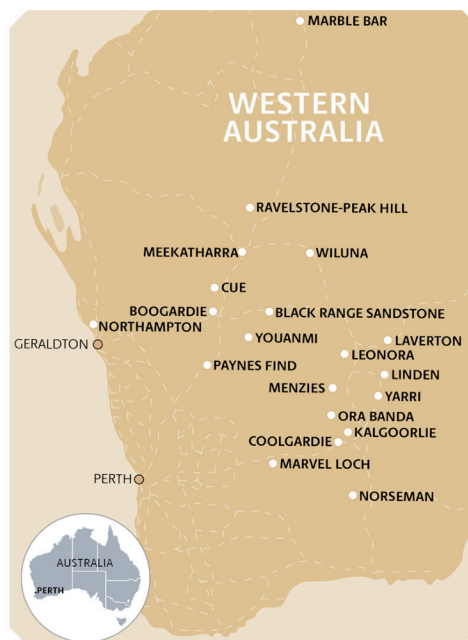 MARBLE BAR
WESTERN
AUSTRALIA
RAVELSTONE-PEAK HILL
MEEKATHARRA
WILUNA
CUE
BOOGARDIE
BLACK RANGE SANDSTONE
NORTHAMPTON
GERALDTON
YOUANMI
LAVERTON
LEONORA
PAYNES FIND
LINDEN
MENZIES
YARRI
ORA BANDA
KALGOORLIE
COOLGARDIE
MARVEL LOCH
PERTH
NORSEMAN
AUSTRALIA
.PERTH